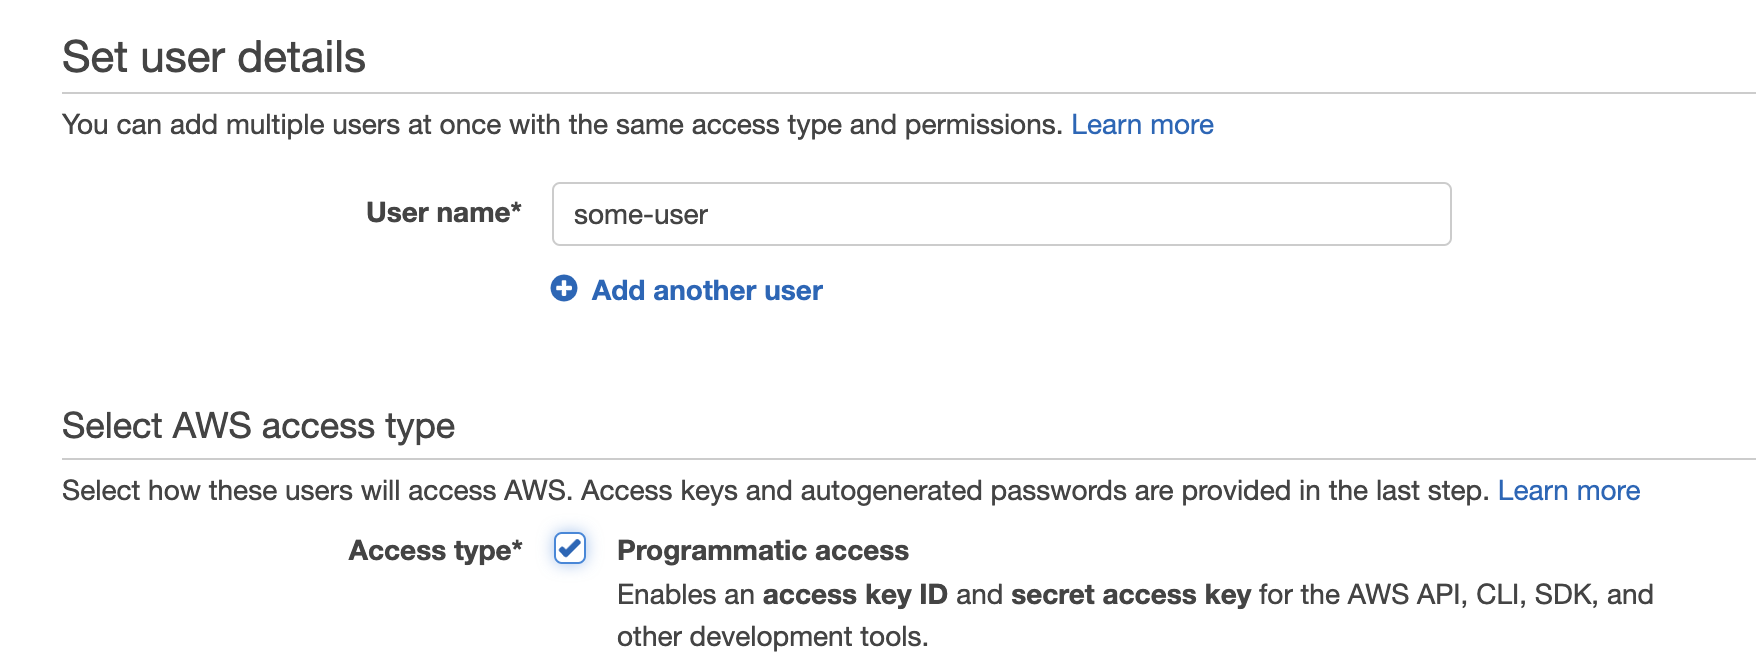 Set user details
You can add multiple users at once with the same access type and permissions. Learn more
User name* some-user
Add another user
Select AWS access type
Select how these users will access AWS. Access keys and autogenerated passwords are provided in the last step. Learn more
Access type* Programmatic access
Enables an access key ID and secret access key for the AWS API, CLI, SDK, and
other development tools.